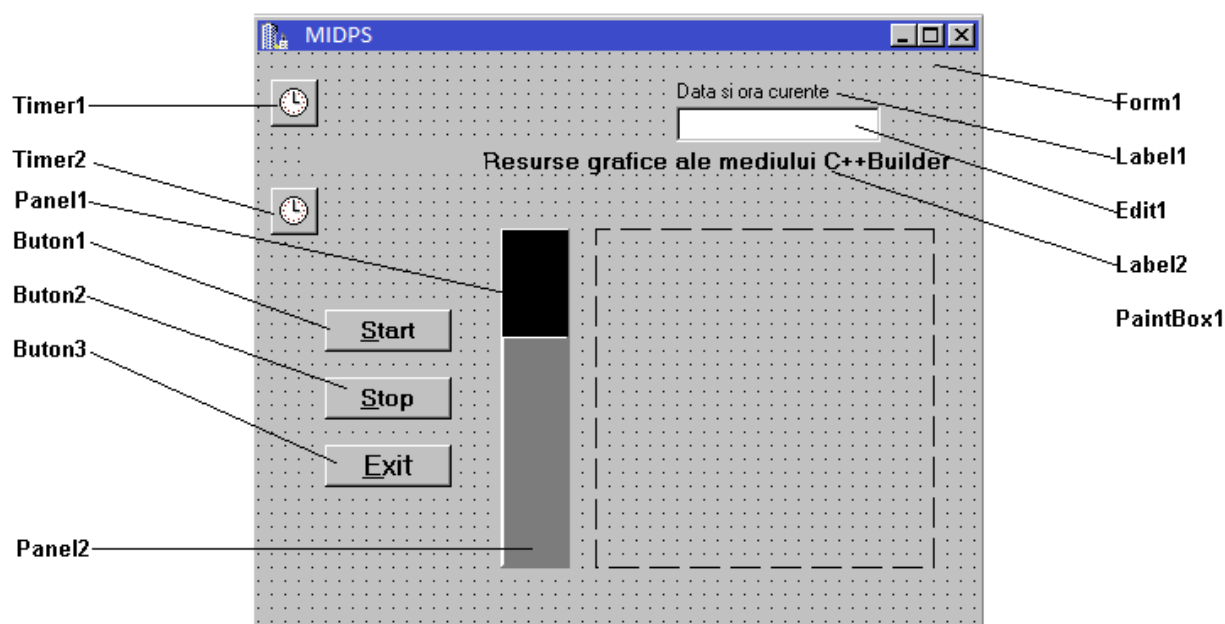 MIDPS
Timer1
Timer2
Panel1
Buton1
Buton2
Buton3
Panel2
Data si ora curente
Resurse grafice ale mediului C++Builder
Start
Stop
Exit
Form1
Label1
Edit1
Label2
PaintBox1